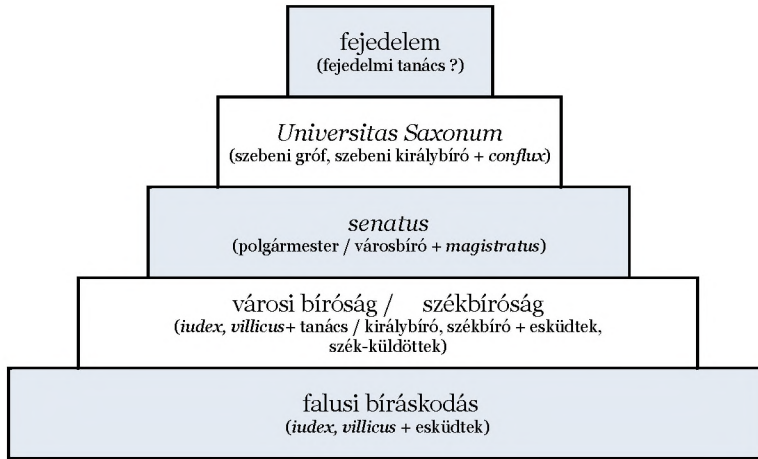 fejedelem
(fejedelmi tanács ?)
Universitas Saxonum
(szebeni gróf, szebeni királybíró + conflux)
senatus
(polgármester / városbíró + magistratus)
városi bíróság / székbíróság
(iudex, villicus+ tanács / királybíró, székbíró + esküdtek,
szék-küldöttek)
falusi bíráskodás
(iudex, villicus + esküdtek)